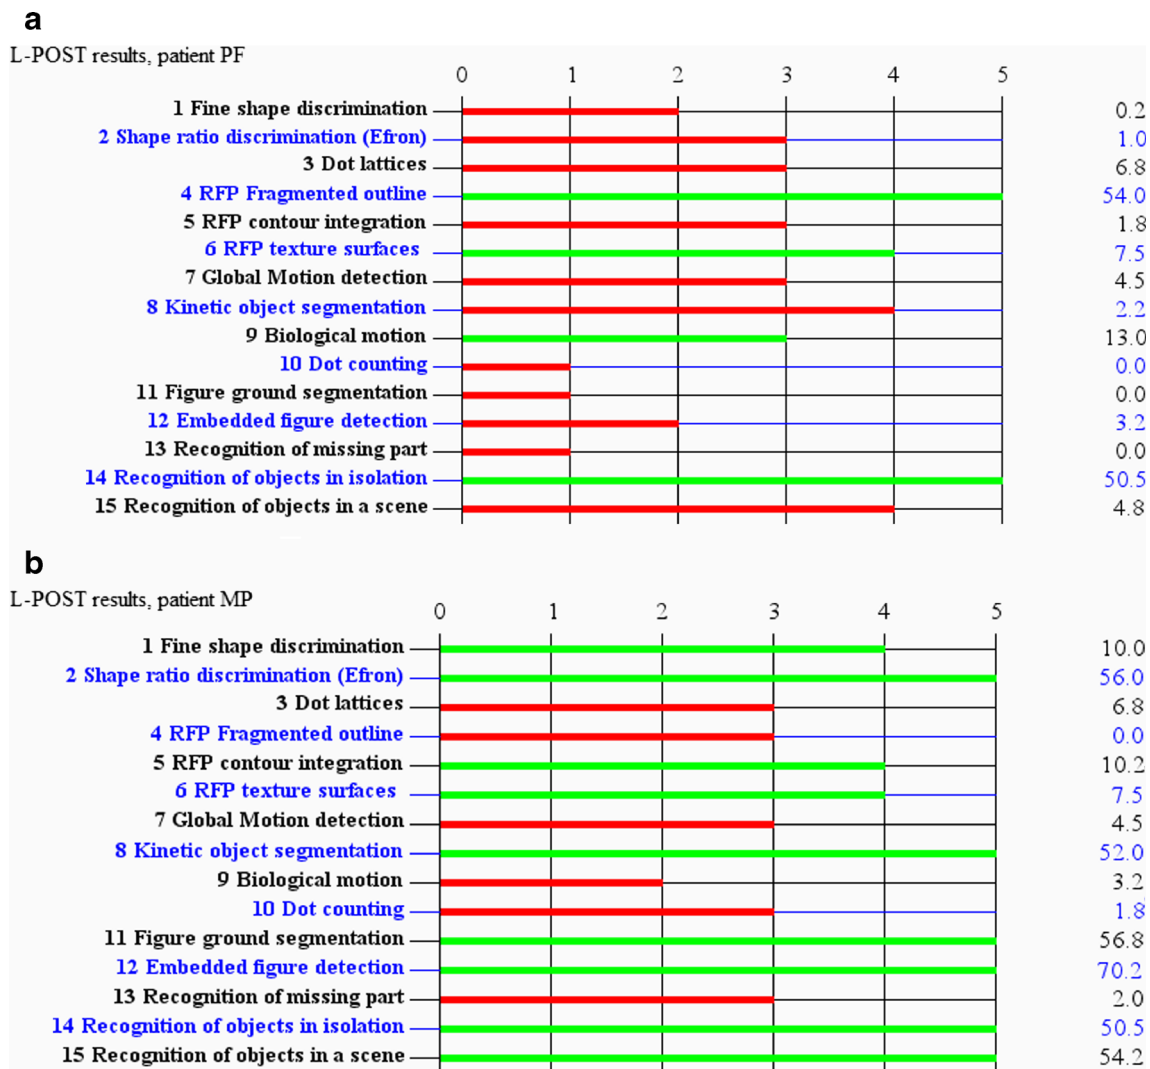 a
L-POST results, patient PF
0 1 2 3 4 5
1 Fine shape discrimination 0.2
2 Shape ratio discrimination (Efron) 1.0
3 Dot lattices 6.8
4 RFP Fragmented outline 54.0
5 RFP contour integration 1.8
6 RFP texture surfaces 7.5
7 Global Motion detection 4.5
8 Kinetic object segmentation 2.2
9 Biological motion 13.0
10 Dot counting 0.0
11 Figure ground segmentation 0.0
12 Embedded figure detection 3.2
13 Recognition of missing part 0.0
14 Recognition of objects in isolation 50.5
15 Recognition of objects in a scene 4.8
b
L-POST results, patient MP
0 1 2 3 4 5
1 Fine shape discrimination 10.0
2 Shape ratio discrimination (Efron) 56.0
3 Dot lattices 6.8
4 RFP Fragmented outline 0.0
5 RFP contour integration 10.2
6 RFP texture surfaces 7.5
7 Global Motion detection 4.5
8 Kinetic object segmentation 52.0
9 Biological motion 3.2
10 Dot counting 1.8
11 Figure ground segmentation 56.8
12 Embedded figure detection 70.2
13 Recognition of missing part 2.0
14 Recognition of objects in isolation 50.5
15 Recognition of objects in a scene 54.2